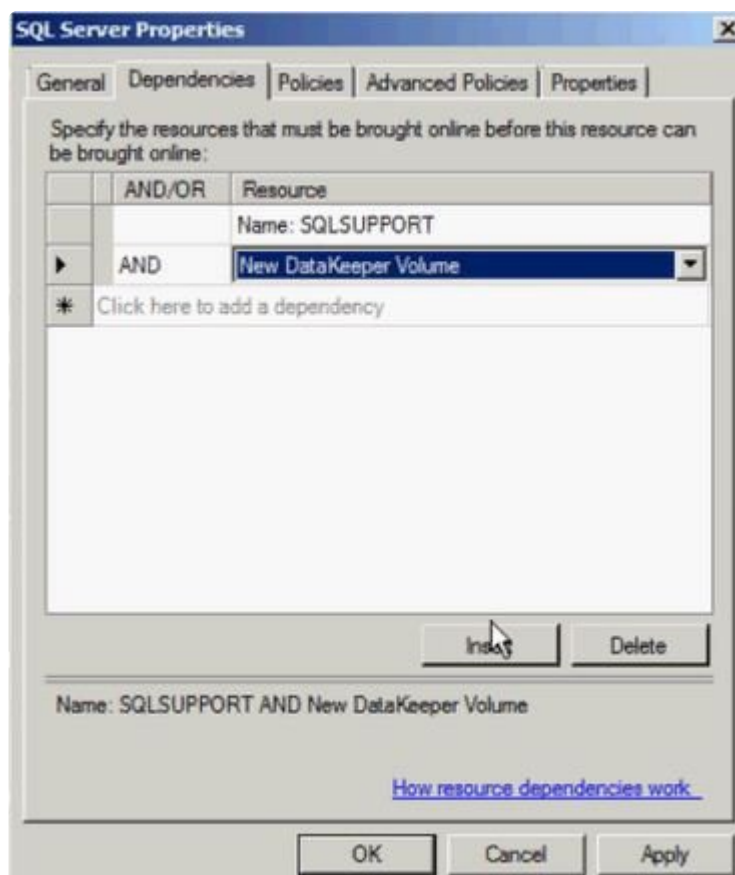 SQL Server Properties
General Dependencies Policies Advanced Policies Properties
Specify the resources that must be brought online before this resource can
be brought online:
AND/OR Resource
Name: SQLSUPPORT
AND New DataKeeper Volume
Click here to add a dependency
Delete
Name: SQLSUPPORT AND New DataKeeper Volume
How resource dependencies work
OK Cancel Apply